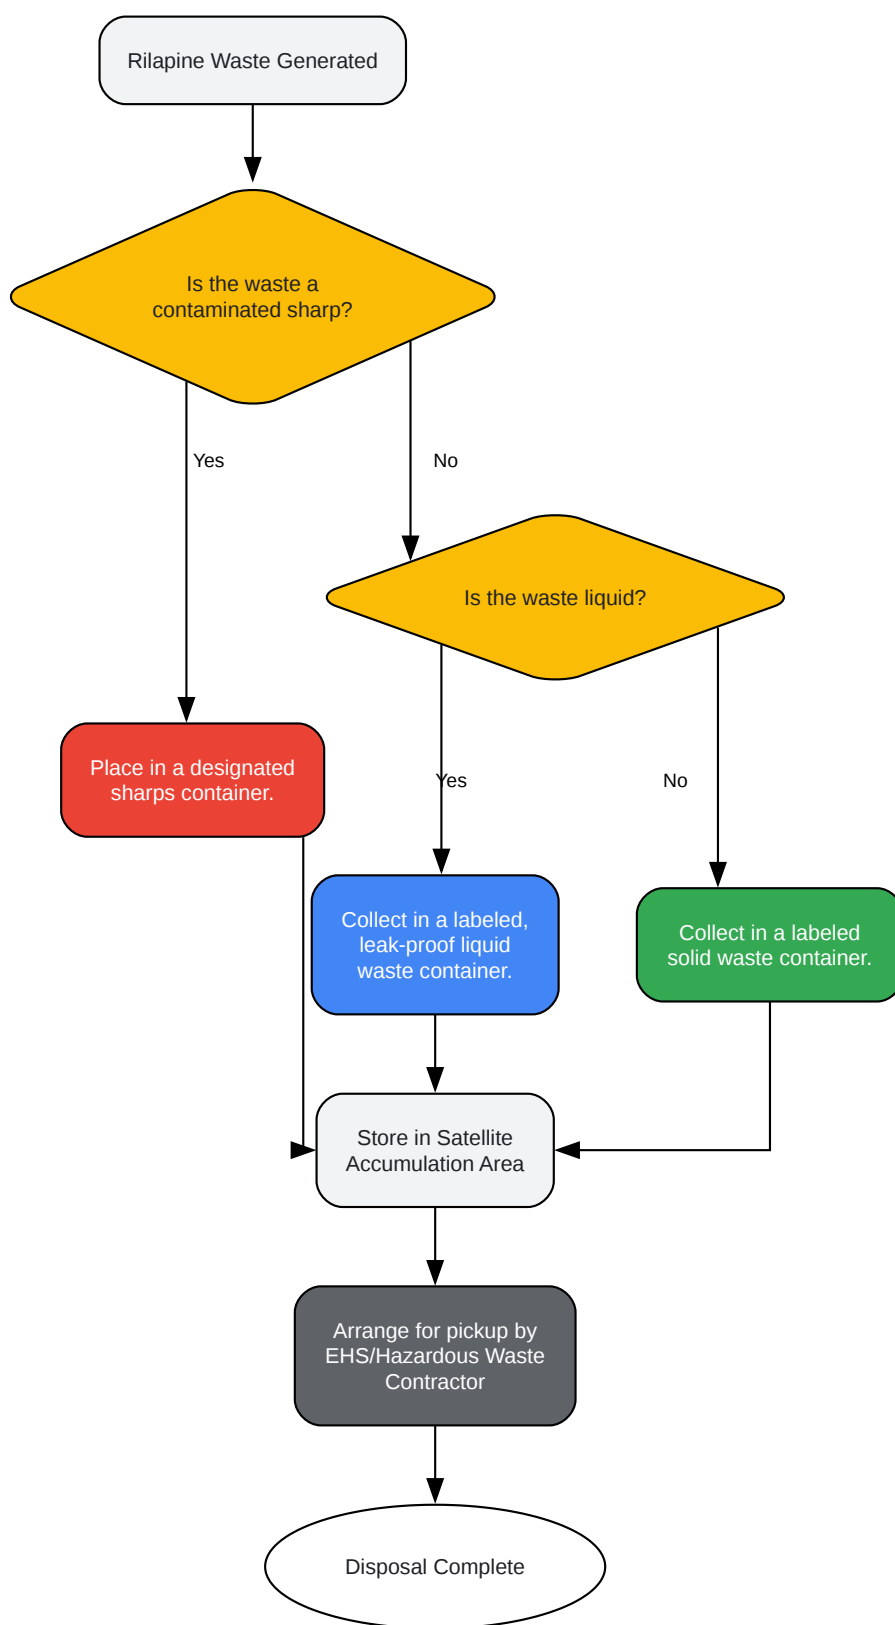 Rilapine Waste Generated
Is the waste a
contaminated sharp?
Yes
No
Is the waste liquid?
Place in a designated
sharps container.
Yes
No
Collect in a labeled,
leak-proof liquid
waste container.
Collect in a labeled
solid waste container.
Store in Satellite
Accumulation Area
Arrange for pickup by
EHS/Hazardous Waste
Contractor
Disposal Complete